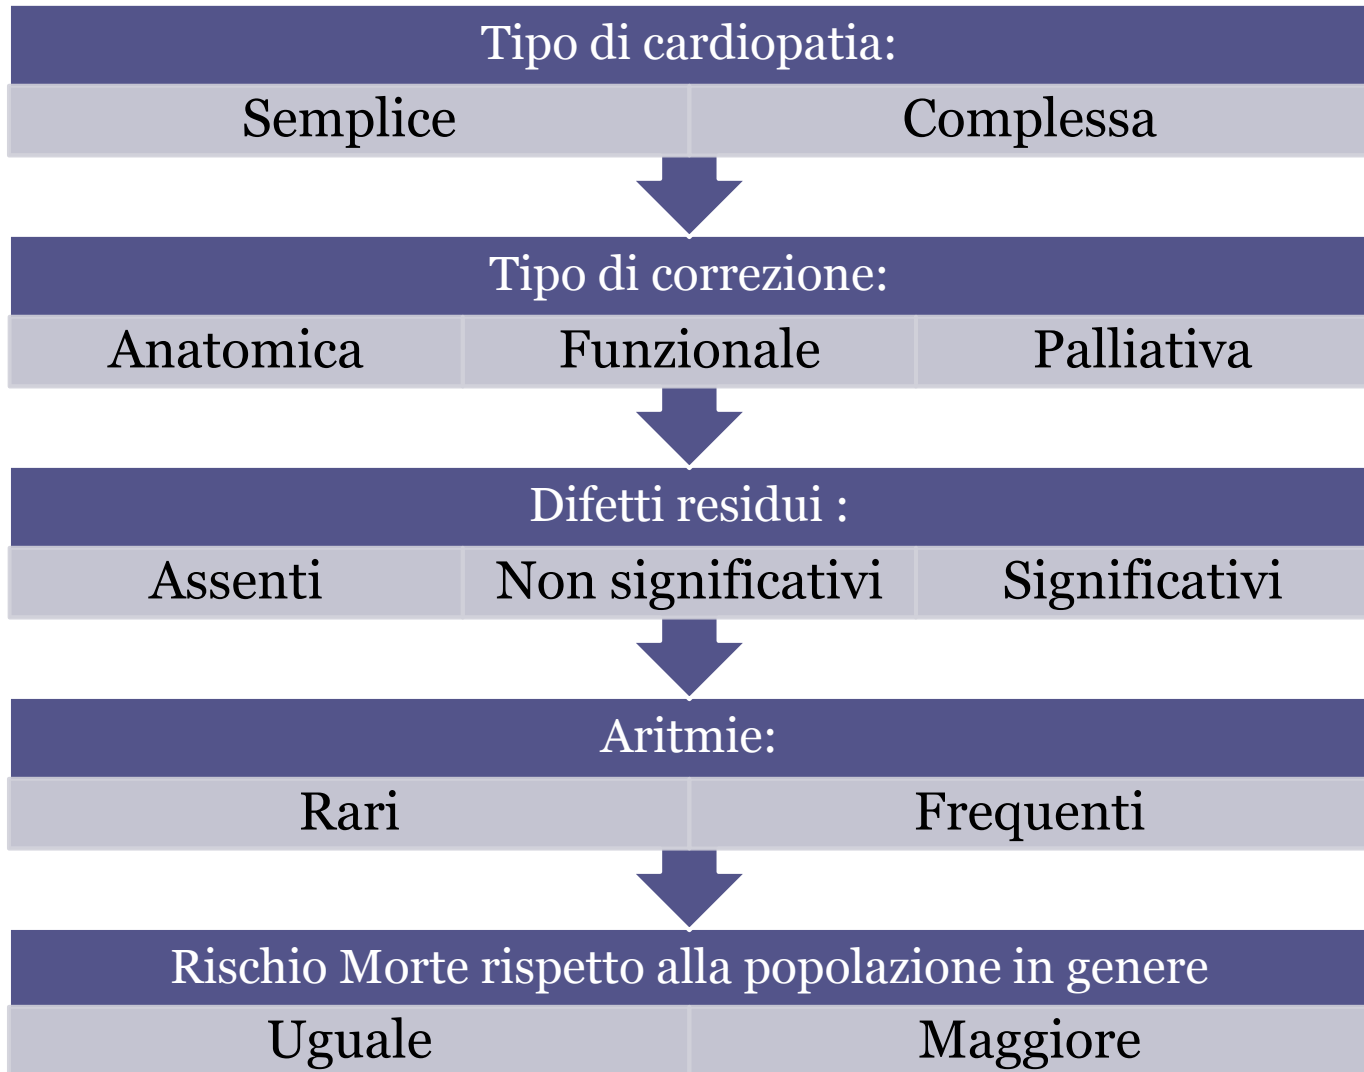 Tipo di cardiopatia:
Semplice Complessa
Tipo di correzione:
Anatomica Funzionale Palliativa
Difetti residui :
Assenti Non significativi Significativi
Aritmie:
Rari Frequenti
Rischio Morte rispetto alla popolazione in genere
Uguale Maggiore